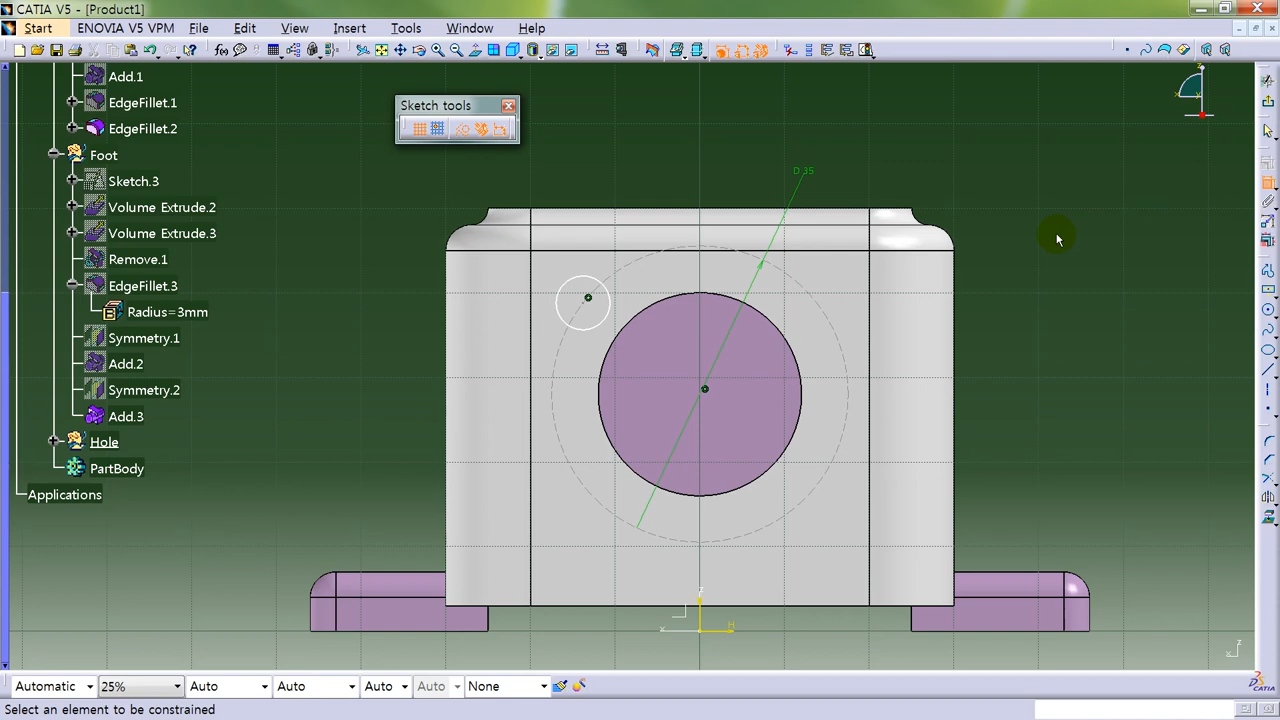 CATIA V5 - [Product1]
Start ENOVIA V5 VPM File Edit View Insert Tools Window Help
Add.1
EdgeFillet.1
EdgeFillet.2
Foot
Sketch.3
Volume Extrude.2
Volume Extrude.3
Remove.1
EdgeFillet.3
Radius=3mm
Symmetry.1
Add.2
Symmetry.2
Add.3
Hole
PartBody
Applications
Sketch tools
D 35
z
x
y
z
x
H
z
x
Automatic 25% Auto Auto Auto Auto None
Select an element to be constrained